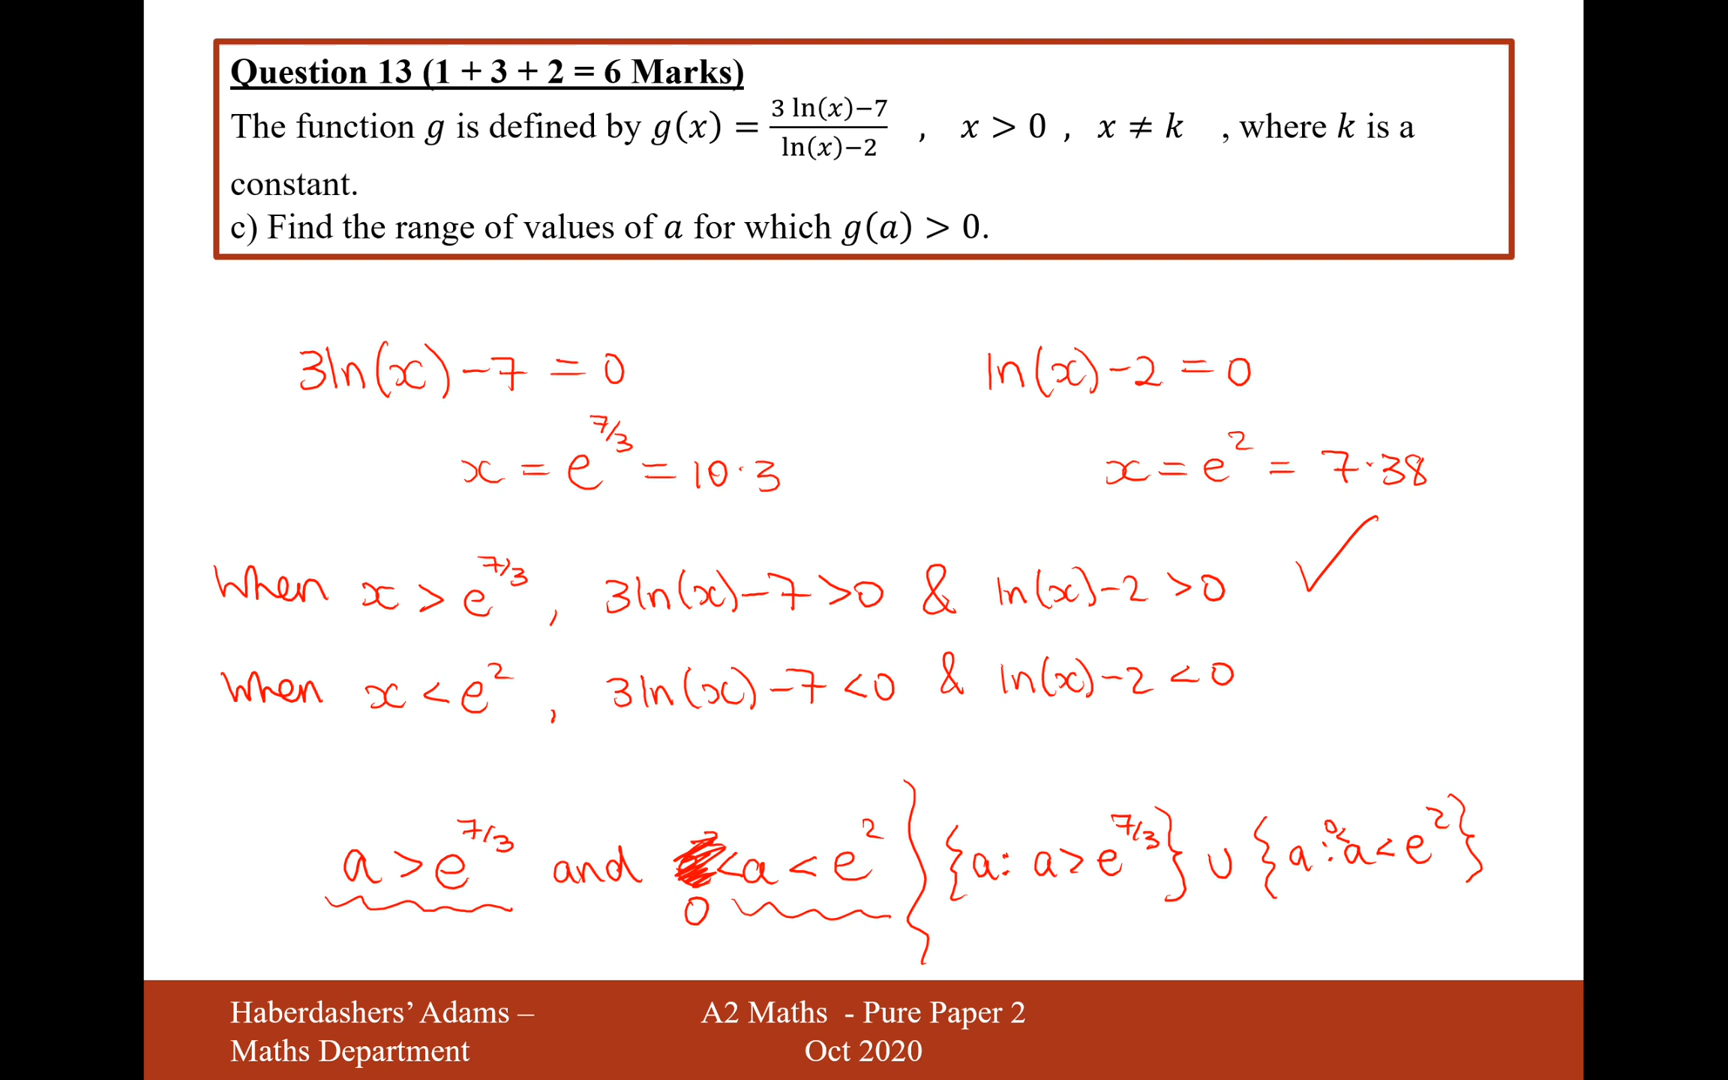 Question 13 (1 + 3 + 2 = 6 Marks)
The function g is defined by g(x) = (3 ln(x)−7)/(ln(x)−2) , x > 0 , x ≠ k , where k is a
constant.
c) Find the range of values of a for which g(a) > 0.
3ln(x) −7 = 0
ln(x) −2 = 0
x = e^7/3 = 10·3
x = e^2 = 7·38
When x > e^7/3 , 3ln(x)−7 >0 & ln(x)−2 >0 ✓
When x < e^2 , 3ln(x)−7 <0 & ln(x)−2 <0
a > e^7/3 and 0 < a < e^2 } {a: a> e^7/3} ∪ {a: 0< a< e^2}
Haberdashers’ Adams –
Maths Department
A2 Maths - Pure Paper 2
Oct 2020